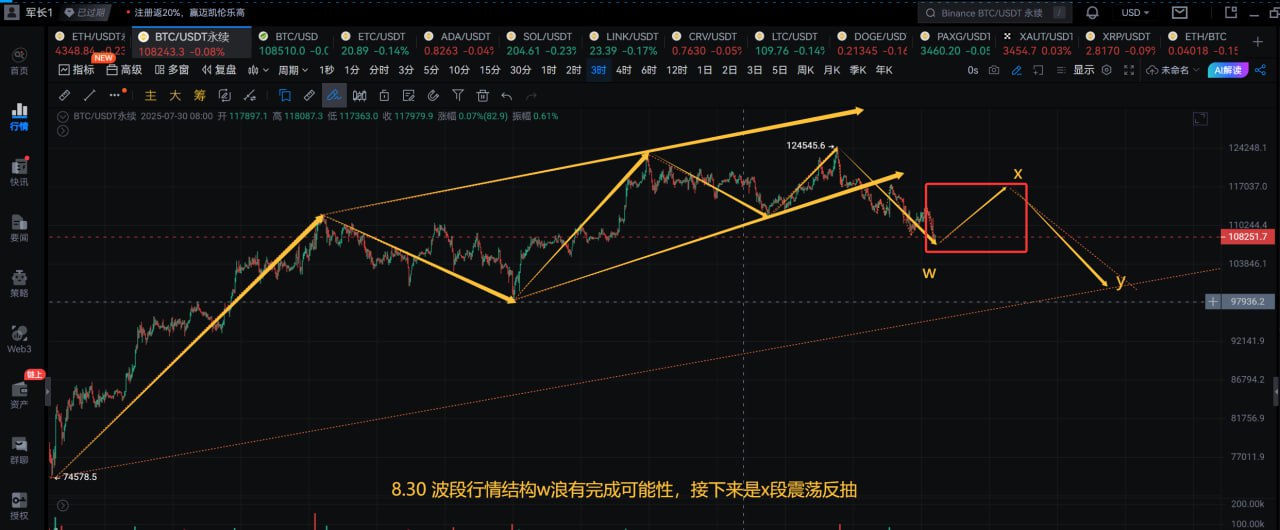 军长1 已过期 注册返20%，赢迈凯伦乐高 Binance BTC/USDT 永续 / USD
ETH/USDT BTC/USDT永续 BTC/USD ETC/USDT ADA/USDT SOL/USDT LINK/USDT CRV/USDT LTC/USDT DOGE/USD PAXG/USDT XAUT/USDT XRP/USDT ETH/BTC
4348.84 -0.23 108243.3 -0.08% 108510.0 -0.0 20.89 -0.14% 0.8263 -0.04% 204.61 -0.23% 23.39 -0.17% 0.7630 -0.05 109.76 -0.14% 0.21345 -0.16 3460.20 -0.05 3454.7 0.03% 2.8170 -0.09% 0.04018 -0.15
NEW
指标 高级 多窗 复盘 周期 1秒 1分 分时 3分 5分 10分 15分 30分 1时 2时 3时 4时 6时 12时 1日 2日 3日 5日 周K 月K 季K 年K 0s 显示 未命名 AI解读
主 大 筹
BTC/USDT永续 2025-07-30 08:00 开 117897.1 高 118087.3 低 117363.0 收 117979.9 涨幅 0.07%(82.9) 振幅 0.61%
首页
行情
快讯
要闻
策略
Web3
链上
资产
群聊
授权
124545.6
x
w
y
74578.5
8.30 波段行情结构w浪有完成可能性，接下来是x段震荡反抽
124248.1
117037.0
110244.4
108251.7
103846.1
97936.2
92141.9
86794.2
81756.9
77011.9
200.00k
100.00k